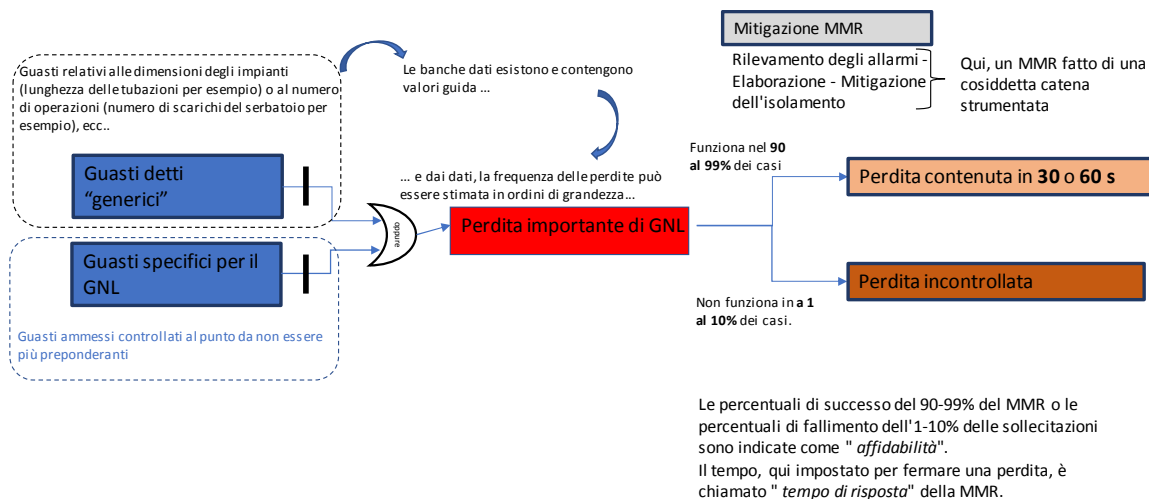 Mitigazione MMR
Rilevamento degli allarmi -
Elaborazione - Mitigazione
dell'isolamento
Qui, un MMR fatto di una
cosiddetta catena
strumentata
Guasti relativi alle dimensioni degli impianti
(lunghezza delle tubazioni per esempio) o al numero
di operazioni (numero di scarichi del serbatoio per
esempio), ecc..
Le banche dati esistono e contengono
valori guida ...
Guasti detti
“generici”
... e dai dati, la frequenza delle perdite può
essere stimata in ordini di grandezza...
Funziona nel 90
al 99% dei casi
Perdita contenuta in 30 o 60 s
oppure
Perdita importante di GNL
Guasti specifici per il
GNL
Perdita incontrollata
Non funziona in a 1
al 10% dei casi.
Guasti ammessi controllati al punto da non essere
più preponderanti
Le percentuali di successo del 90-99% del MMR o le
percentuali di fallimento dell'1-10% delle sollecitazioni
sono indicate come " affidabilità".
Il tempo, qui impostato per fermare una perdita, è
chiamato " tempo di risposta" della MMR.